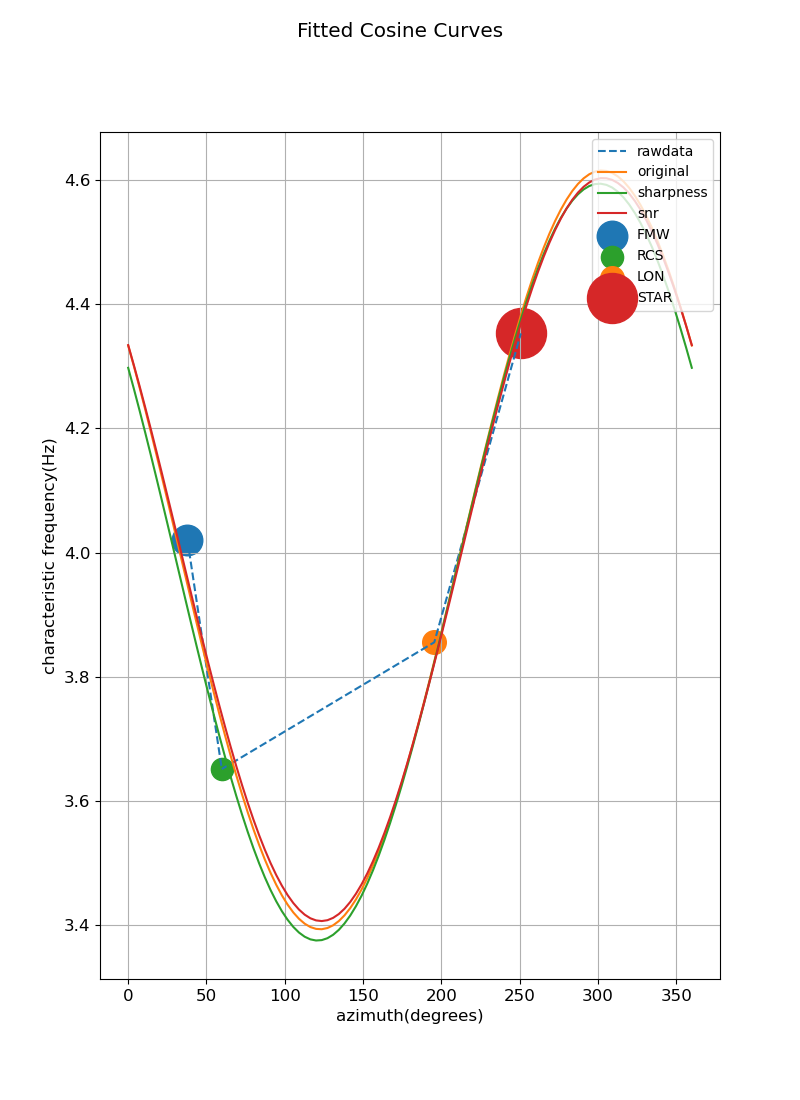 Fitted Cosine Curves
rawdata
original
sharpness
snr
FMW
RCS
LON
STAR
4.6
4.4
4.2
4.0
3.8
3.6
3.4
characteristic frequency(Hz)
0 50 100 150 200 250 300 350
azimuth(degrees)